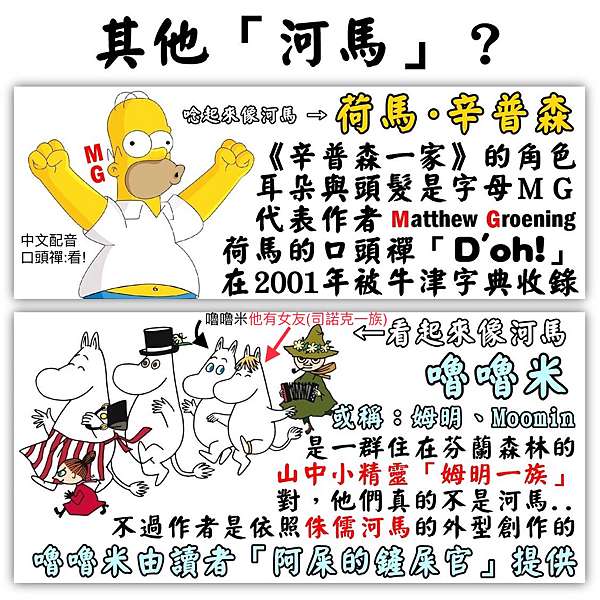 其他「河馬」？
唸起來像河馬 → 荷馬·辛普森
《辛普森一家》的角色
耳朵與頭髮是字母MG
代表作者 Matthew Groening
荷馬的口頭禪「D'oh!」
在2001年被牛津字典收錄
M
G
中文配音
口頭禪:看!
嚕嚕米他有女友(司諾克一族)
←看起來像河馬
嚕嚕米
或稱：姆明、Moomin
是一群住在芬蘭森林的
山中小精靈「姆明一族」
對，他們真的不是河馬..
不過作者是依照侏儒河馬的外型創作的
嚕嚕米由讀者「阿屎的鏟屎官」提供